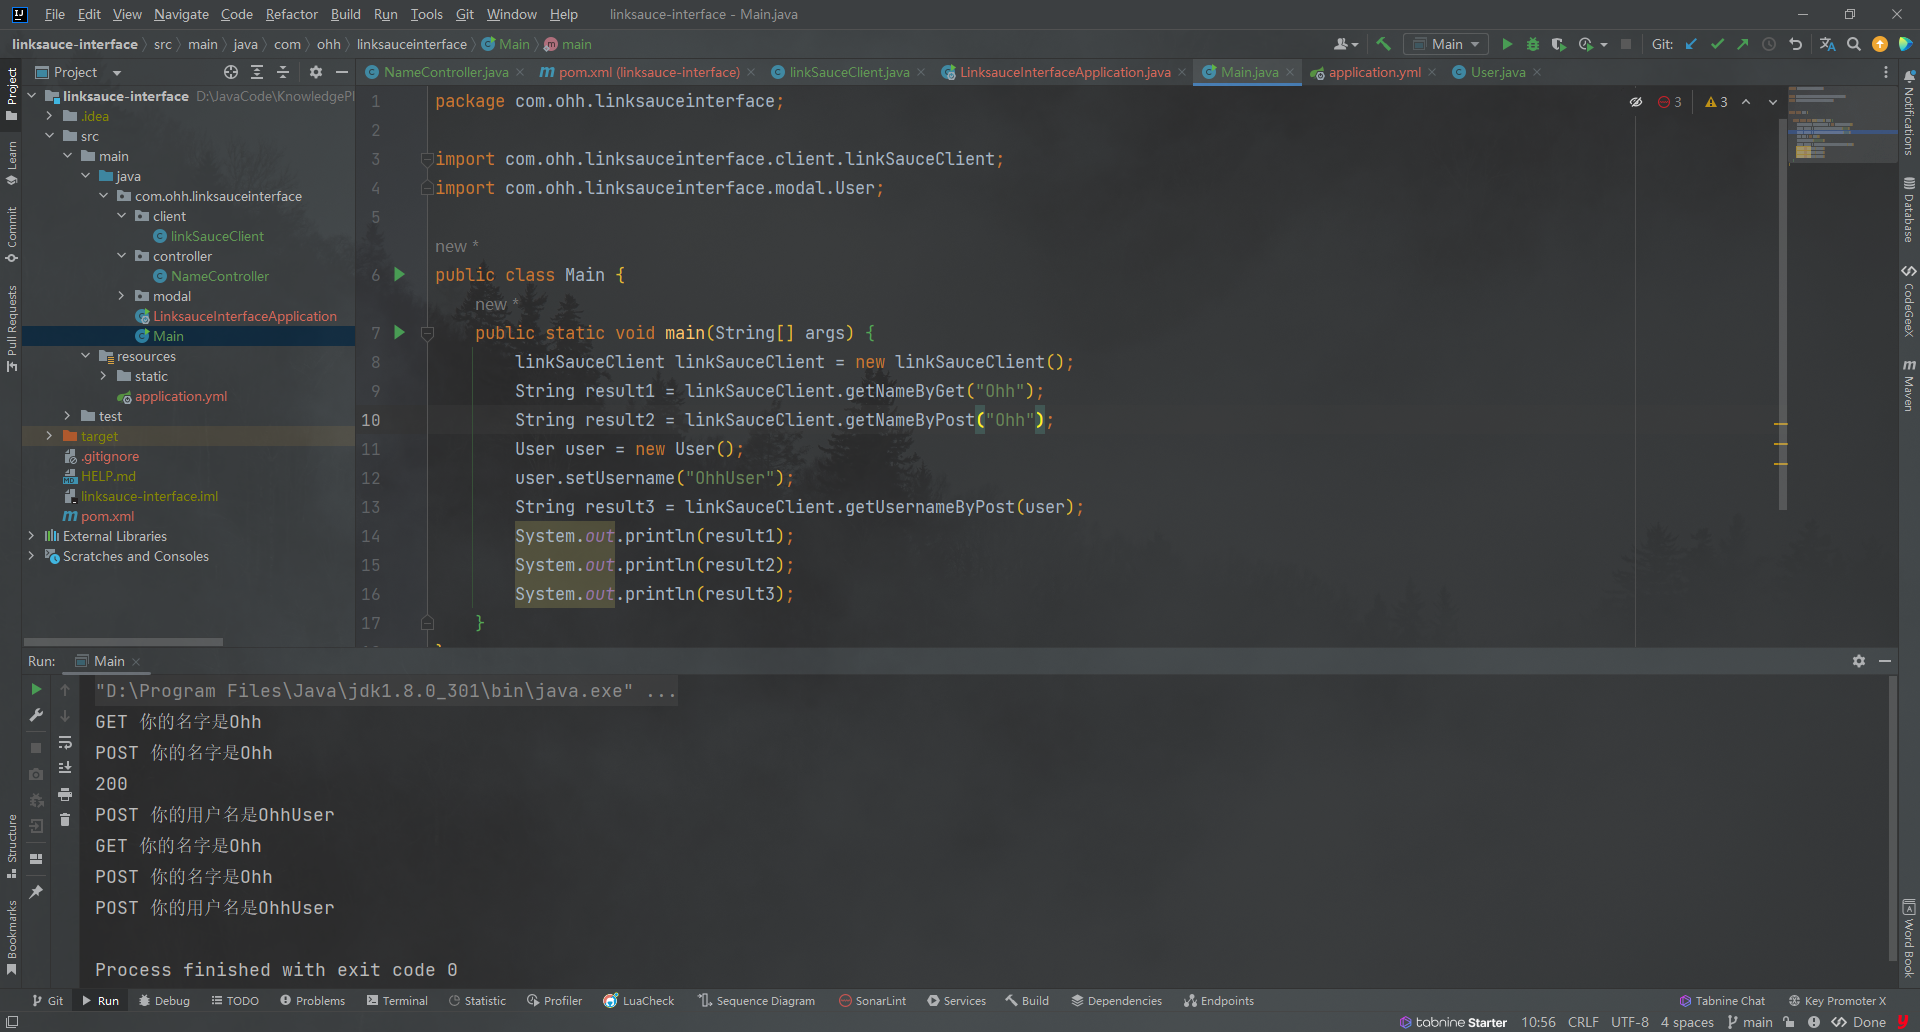 File Edit View Navigate Code Refactor Build Run Tools Git Window Help linksauce-interface - Main.java
linksauce-interface src main java com ohh linksauceinterface Main main
Main Git:
Project
NameController.java pom.xml (linksauce-interface) linkSauceClient.java LinksauceInterfaceApplication.java Main.java application.yml User.java
linksauce-interface D:\JavaCode\KnowledgePl
.idea
src
main
java
com.ohh.linksauceinterface
client
linkSauceClient
controller
NameController
modal
LinksauceInterfaceApplication
Main
resources
static
application.yml
test
target
.gitignore
HELP.md
linksauce-interface.iml
pom.xml
External Libraries
Scratches and Consoles
3 3
1 package com.ohh.linksauceinterface;
2
3 import com.ohh.linksauceinterface.client.linkSauceClient;
4 import com.ohh.linksauceinterface.modal.User;
5
new *
6 public class Main {
new *
7 public static void main(String[] args) {
8 linkSauceClient linkSauceClient = new linkSauceClient();
9 String result1 = linkSauceClient.getNameByGet("Ohh");
10 String result2 = linkSauceClient.getNameByPost("Ohh");
11 User user = new User();
12 user.setUsername("OhhUser");
13 String result3 = linkSauceClient.getUsernameByPost(user);
14 System.out.println(result1);
15 System.out.println(result2);
16 System.out.println(result3);
17 }
Project
Learn
Commit
Pull Requests
Structure
Bookmarks
Notifications
Database
CodeGeeX
Maven
Word Book
Run: Main
"D:\Program Files\Java\jdk1.8.0_301\bin\java.exe" ...
GET 你的名字是Ohh
POST 你的名字是Ohh
200
POST 你的用户名是OhhUser
GET 你的名字是Ohh
POST 你的名字是Ohh
POST 你的用户名是OhhUser
Process finished with exit code 0
Git Run Debug TODO Problems Terminal Statistic Profiler LuaCheck Sequence Diagram SonarLint Services Build Dependencies Endpoints Tabnine Chat Key Promoter X
tabnine Starter 10:56 CRLF UTF-8 4 spaces main Done